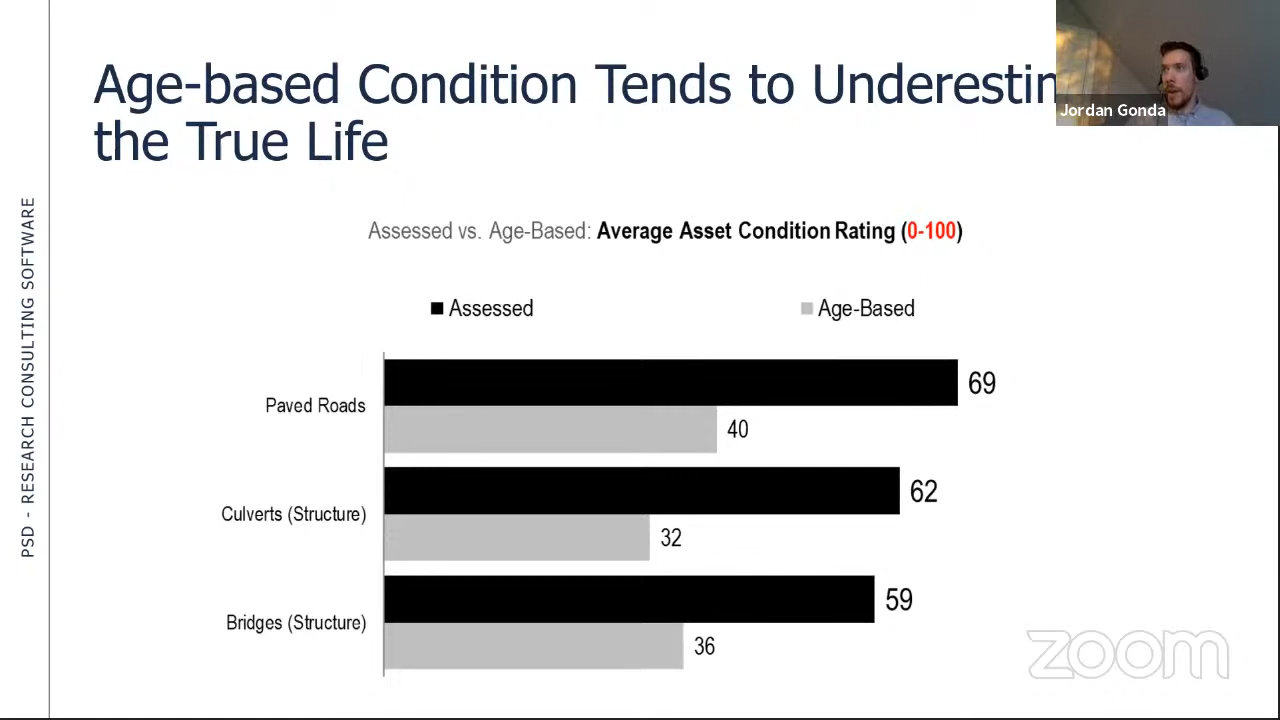 Age-based Condition Tends to Underestim
the True Life
Jordan Gonda
PSD - RESEARCH CONSULTING SOFTWARE
Assessed vs. Age-Based: Average Asset Condition Rating (0-100)
Assessed
Age-Based
Paved Roads
69
40
Culverts (Structure)
62
32
Bridges (Structure)
59
36
zoom